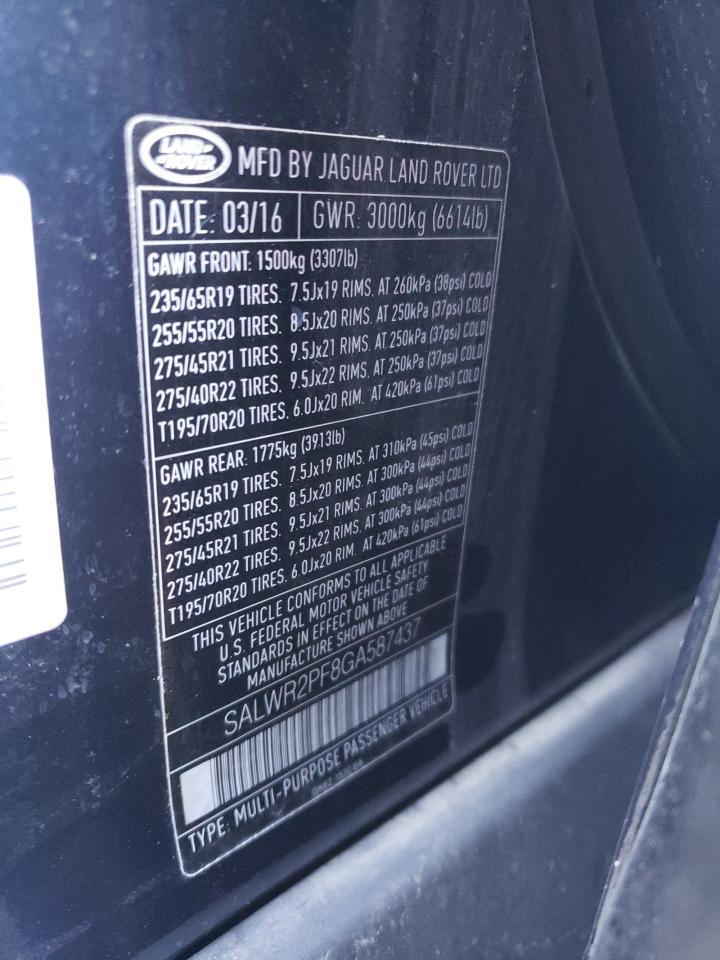 LAND-
-ROVER
MFD BY JAGUAR LAND ROVER LTD
DATE: 03/16 GWR: 3000kg (6614lb)
GAWR FRONT: 1500kg (3307lb)
235/65R19 TIRES. 7.5Jx19 RIMS. AT 260kPa (38psi) COLD
255/55R20 TIRES. 8.5Jx20 RIMS. AT 250kPa (37psi) COLD
275/45R21 TIRES. 9.5Jx21 RIMS. AT 250kPa (37psi) COLD
275/40R22 TIRES. 9.5Jx22 RIMS. AT 250kPa (37psi) COLD
T195/70R20 TIRES. 6.0Jx20 RIM. AT 420kPa (61psi) COLD
GAWR REAR: 1775kg (3913lb)
235/65R19 TIRES. 7.5Jx19 RIMS. AT 310kPa (45psi) COLD
255/55R20 TIRES. 8.5Jx20 RIMS. AT 300kPa (44psi) COLD
275/45R21 TIRES. 9.5Jx21 RIMS. AT 300kPa (44psi) COLD
275/40R22 TIRES. 9.5Jx22 RIMS. AT 300kPa (44psi) COLD
T195/70R20 TIRES. 6.0Jx20 RIM. AT 420kPa (61psi) COLD
THIS VEHICLE CONFORMS TO ALL APPLICABLE
U.S. FEDERAL MOTOR VEHICLE SAFETY
STANDARDS IN EFFECT ON THE DATE OF
MANUFACTURE SHOWN ABOVE
SALWR2PF8GA587437
TYPE: MULTI-PURPOSE PASSENGER VEHICLE